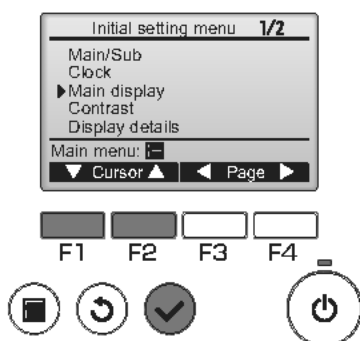 Initial setting menu 1/2
Main/Sub
Clock
▶Main display
Contrast
Display details
Main menu:
▼ Cursor ▲ ◀ Page ▶
F1 F2 F3 F4